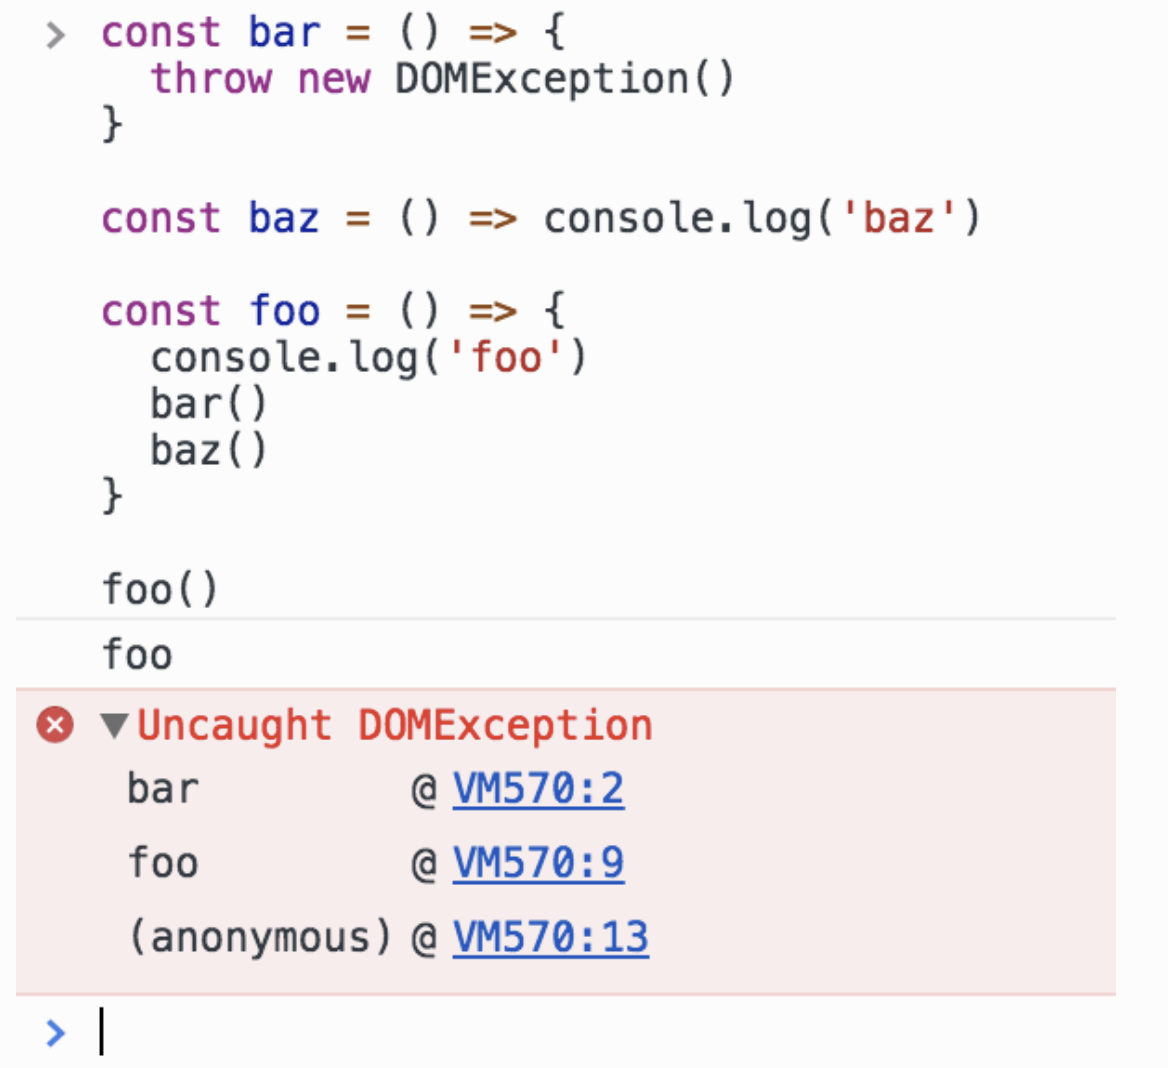 > const bar = () => {
  throw new DOMException()
}

const baz = () => console.log('baz')

const foo = () => {
  console.log('foo')
  bar()
  baz()
}

foo()
foo
▼Uncaught DOMException
bar @ VM570:2
foo @ VM570:9
(anonymous) @ VM570:13
>